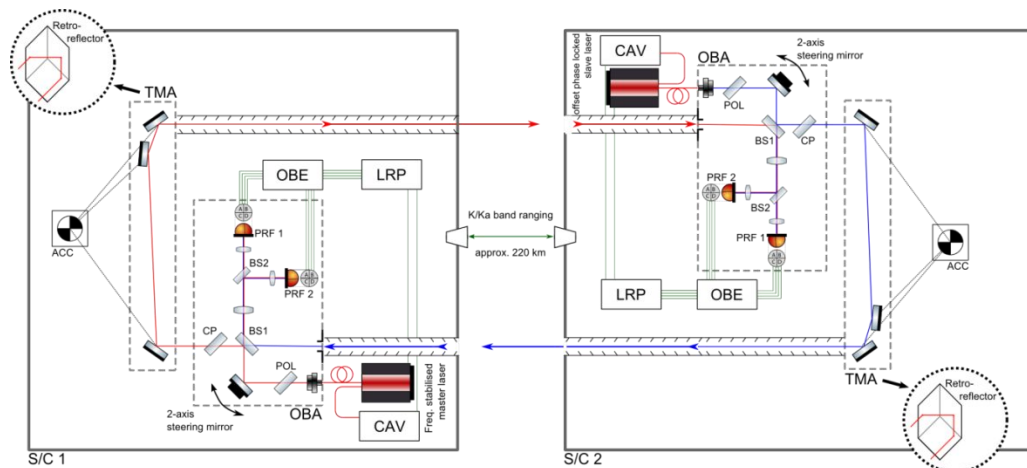 Retro-
reflector
TMA
ACC
OBE
LRP
A B
C D
PRF 1
A B
C D
BS2
PRF 2
CP
BS1
POL
2-axis
steering mirror
OBA
CAV
Freq. stabilised
master laser
S/C 1
K/Ka band ranging
approx. 220 km
offset phase locked
slave laser
CAV
OBA
2-axis
steering mirror
POL
BS1
CP
PRF 2
A B
C D
BS2
PRF 1
A B
C D
LRP
OBE
ACC
TMA
Retro-
reflector
S/C 2